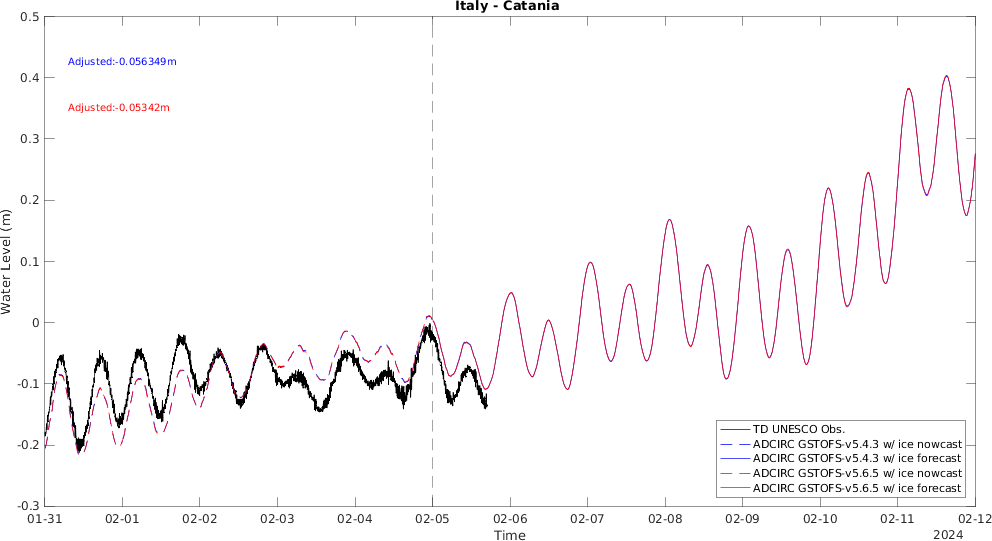 Italy - Catania
Adjusted:-0.056349m
Adjusted:-0.05342m
Water Level (m)
0.5
0.4
0.3
0.2
0.1
0
-0.1
-0.2
-0.3
01-31
02-01
02-02
02-03
02-04
02-05
02-06
02-07
02-08
02-09
02-10
02-11
02-12
Time
2024
TD UNESCO Obs.
ADCIRC GSTOFS-v5.4.3 w/ ice nowcast
ADCIRC GSTOFS-v5.4.3 w/ ice forecast
ADCIRC GSTOFS-v5.6.5 w/ ice nowcast
ADCIRC GSTOFS-v5.6.5 w/ ice forecast